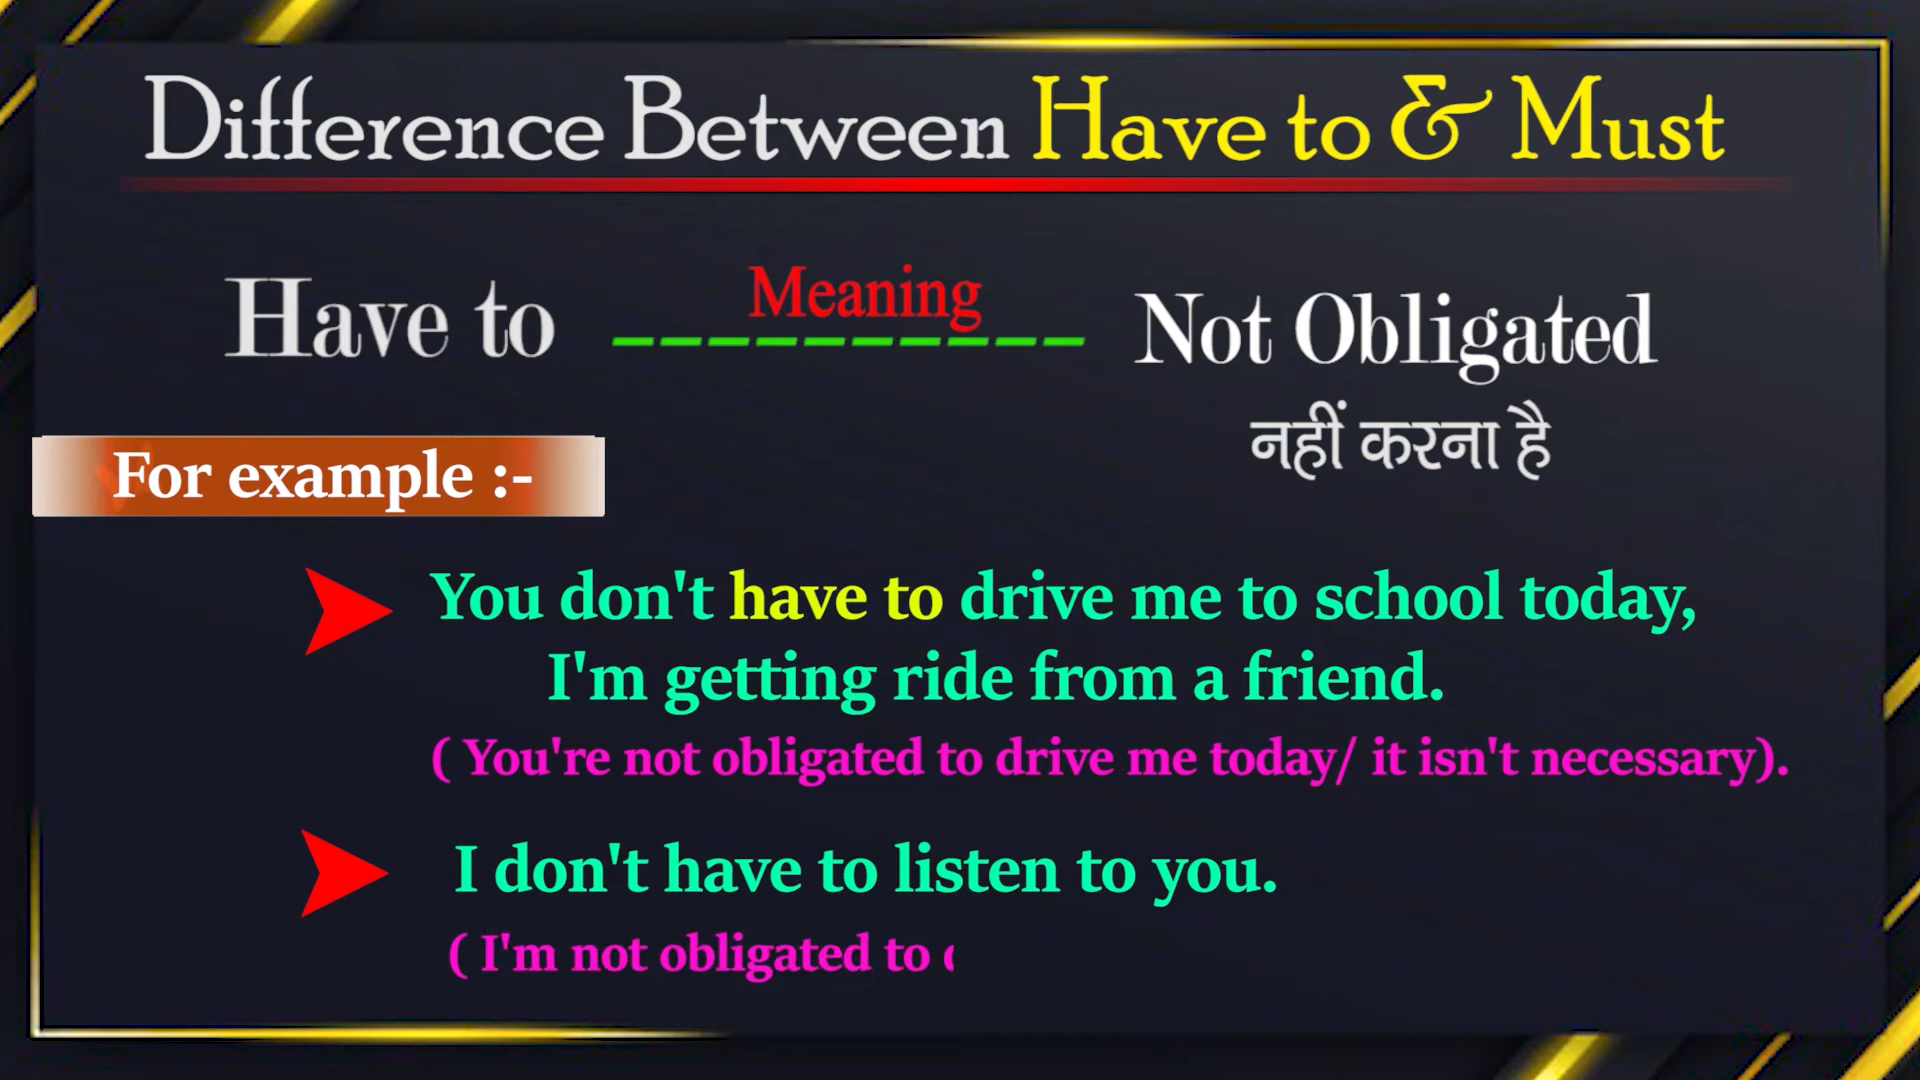 Difference Between Have to & Must
Have to
Meaning
Not Obligated
नहीं करना है
For example :-
You don't have to drive me to school today,
I'm getting ride from a friend.
( You're not obligated to drive me today/ it isn't necessary).
I don't have to listen to you.
( I'm not obligated to